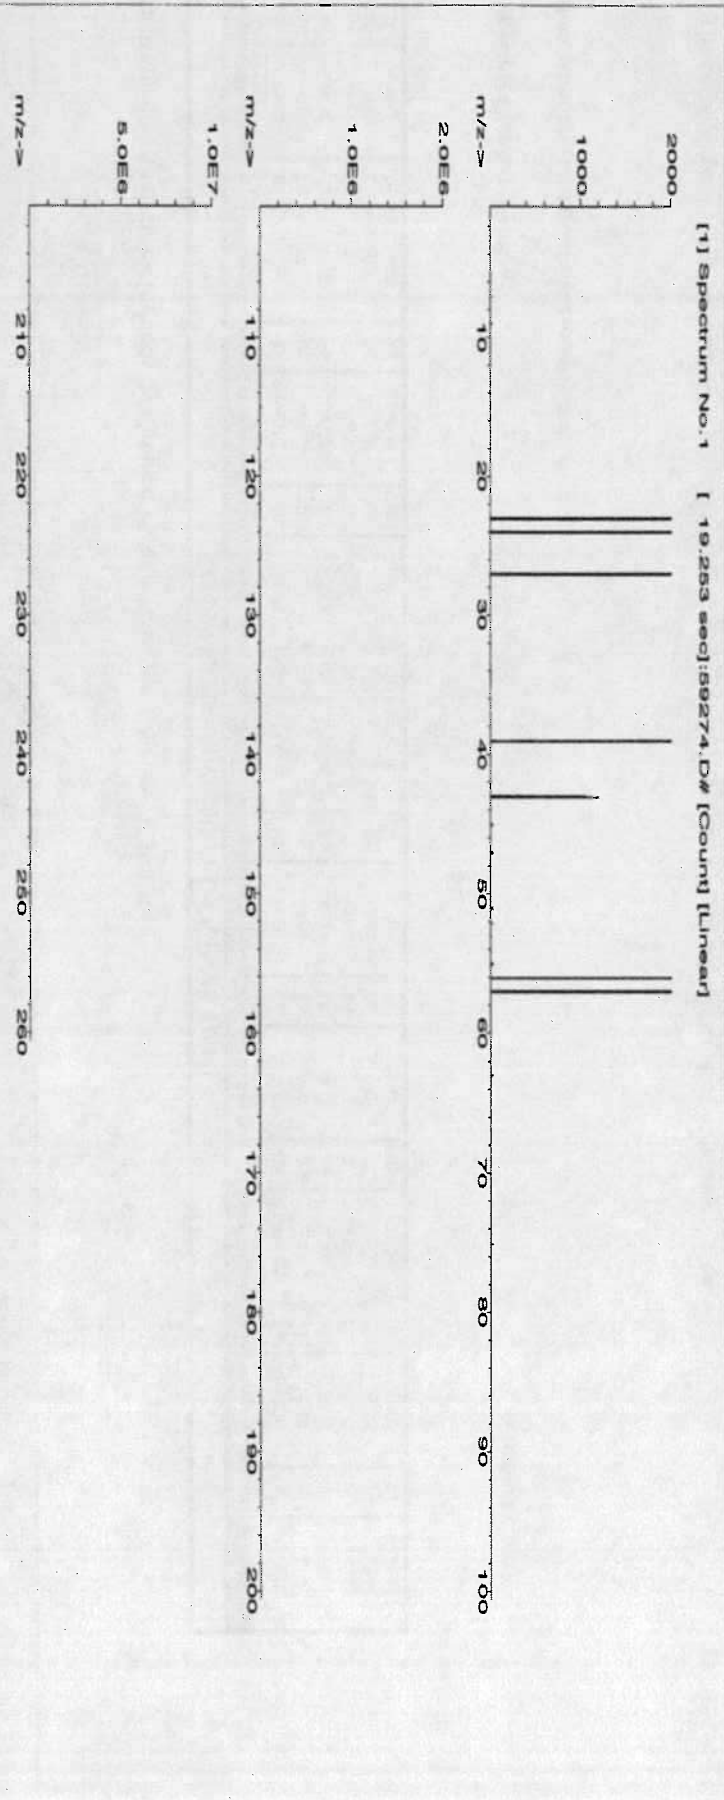 [1] Spectrum No.1 [ 19.253 sec]:59274.D# [Count] [Linear]
2000
1000
m/z-> 10 20 30 40 50 60 70 80 90 100
2.0E6
1.0E6
m/z-> 110 120 130 140 150 160 170 180 190 200
1.0E7
5.0E6
m/z-> 210 220 230 240 250 260